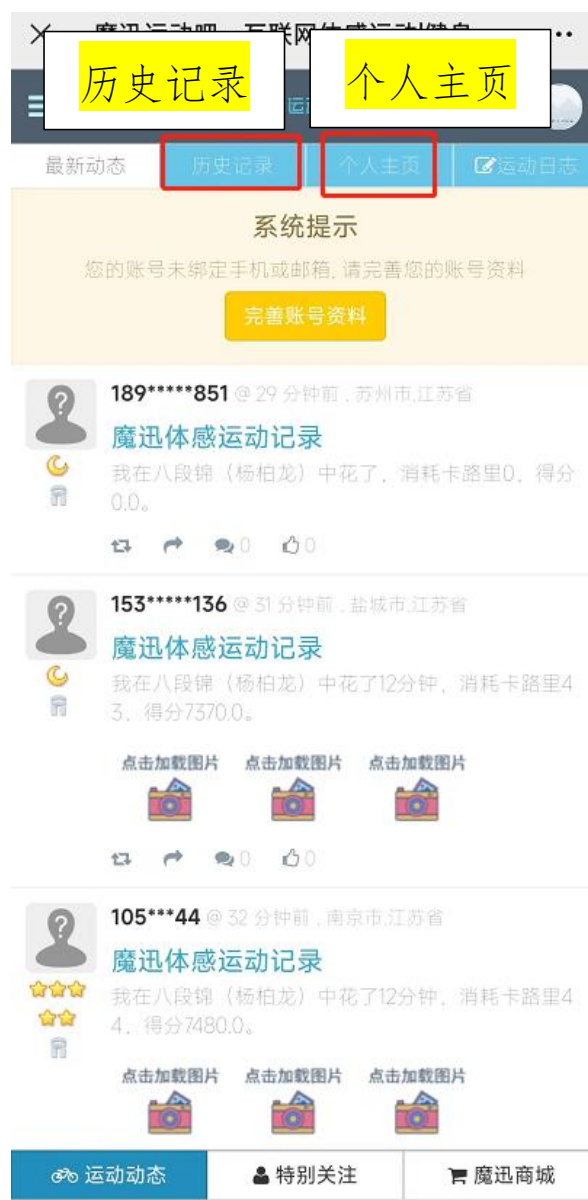 历史记录
个人主页
最新动态
历史记录
个人主页
运动日志
系统提示
您的账号未绑定手机或邮箱,请完善您的账号资料
完善账号资料
189*****851 @ 29 分钟前 , 苏州市,江苏省
魔迅体感运动记录
我在八段锦（杨柏龙）中花了，消耗卡路里0，得分
0.0。
0 0
153*****136 @ 31 分钟前 , 盐城市,江苏省
魔迅体感运动记录
我在八段锦（杨柏龙）中花了12分钟，消耗卡路里4
3，得分7370.0。
点击加载图片 点击加载图片 点击加载图片
0 0
105***44 @ 32 分钟前 , 南京市,江苏省
魔迅体感运动记录
我在八段锦（杨柏龙）中花了12分钟，消耗卡路里4
4，得分7480.0。
点击加载图片 点击加载图片 点击加载图片
运动动态
特别关注
魔迅商城